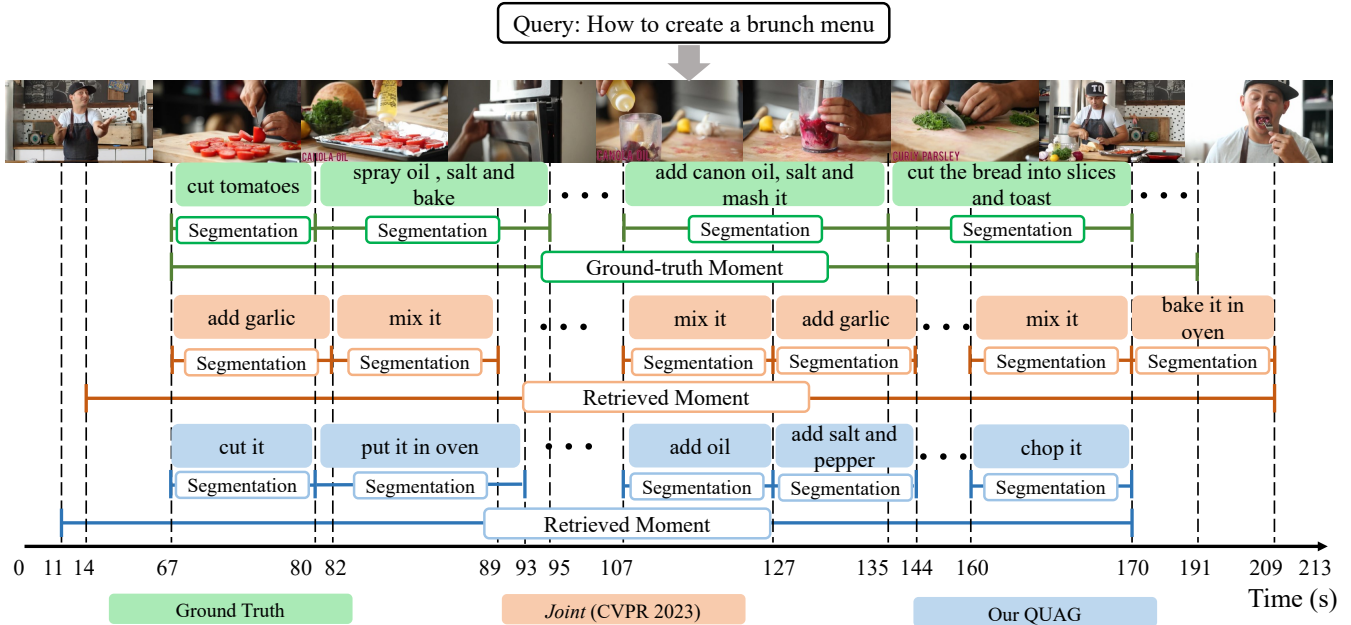 Query: How to create a brunch menu
CANOLA OIL
CANOLA OIL
CURLY PARSLEY
TO
cut tomatoes
spray oil , salt and
bake
• • •
add canon oil, salt and
mash it
cut the bread into slices
and toast
• • •
Segmentation
Segmentation
Segmentation
Segmentation
Ground-truth Moment
add garlic
mix it
• • •
mix it
add garlic
• • •
mix it
bake it in
oven
Segmentation
Segmentation
Segmentation
Segmentation
Segmentation
Segmentation
Retrieved Moment
cut it
put it in oven
• • •
add oil
add salt and
pepper
• • •
chop it
Segmentation
Segmentation
Segmentation
Segmentation
Segmentation
Retrieved Moment
0 11 14 67 80 82 89 93 95 107 127 135 144 160 170 191 209 213
Time (s)
Ground Truth
Joint (CVPR 2023)
Our QUAG